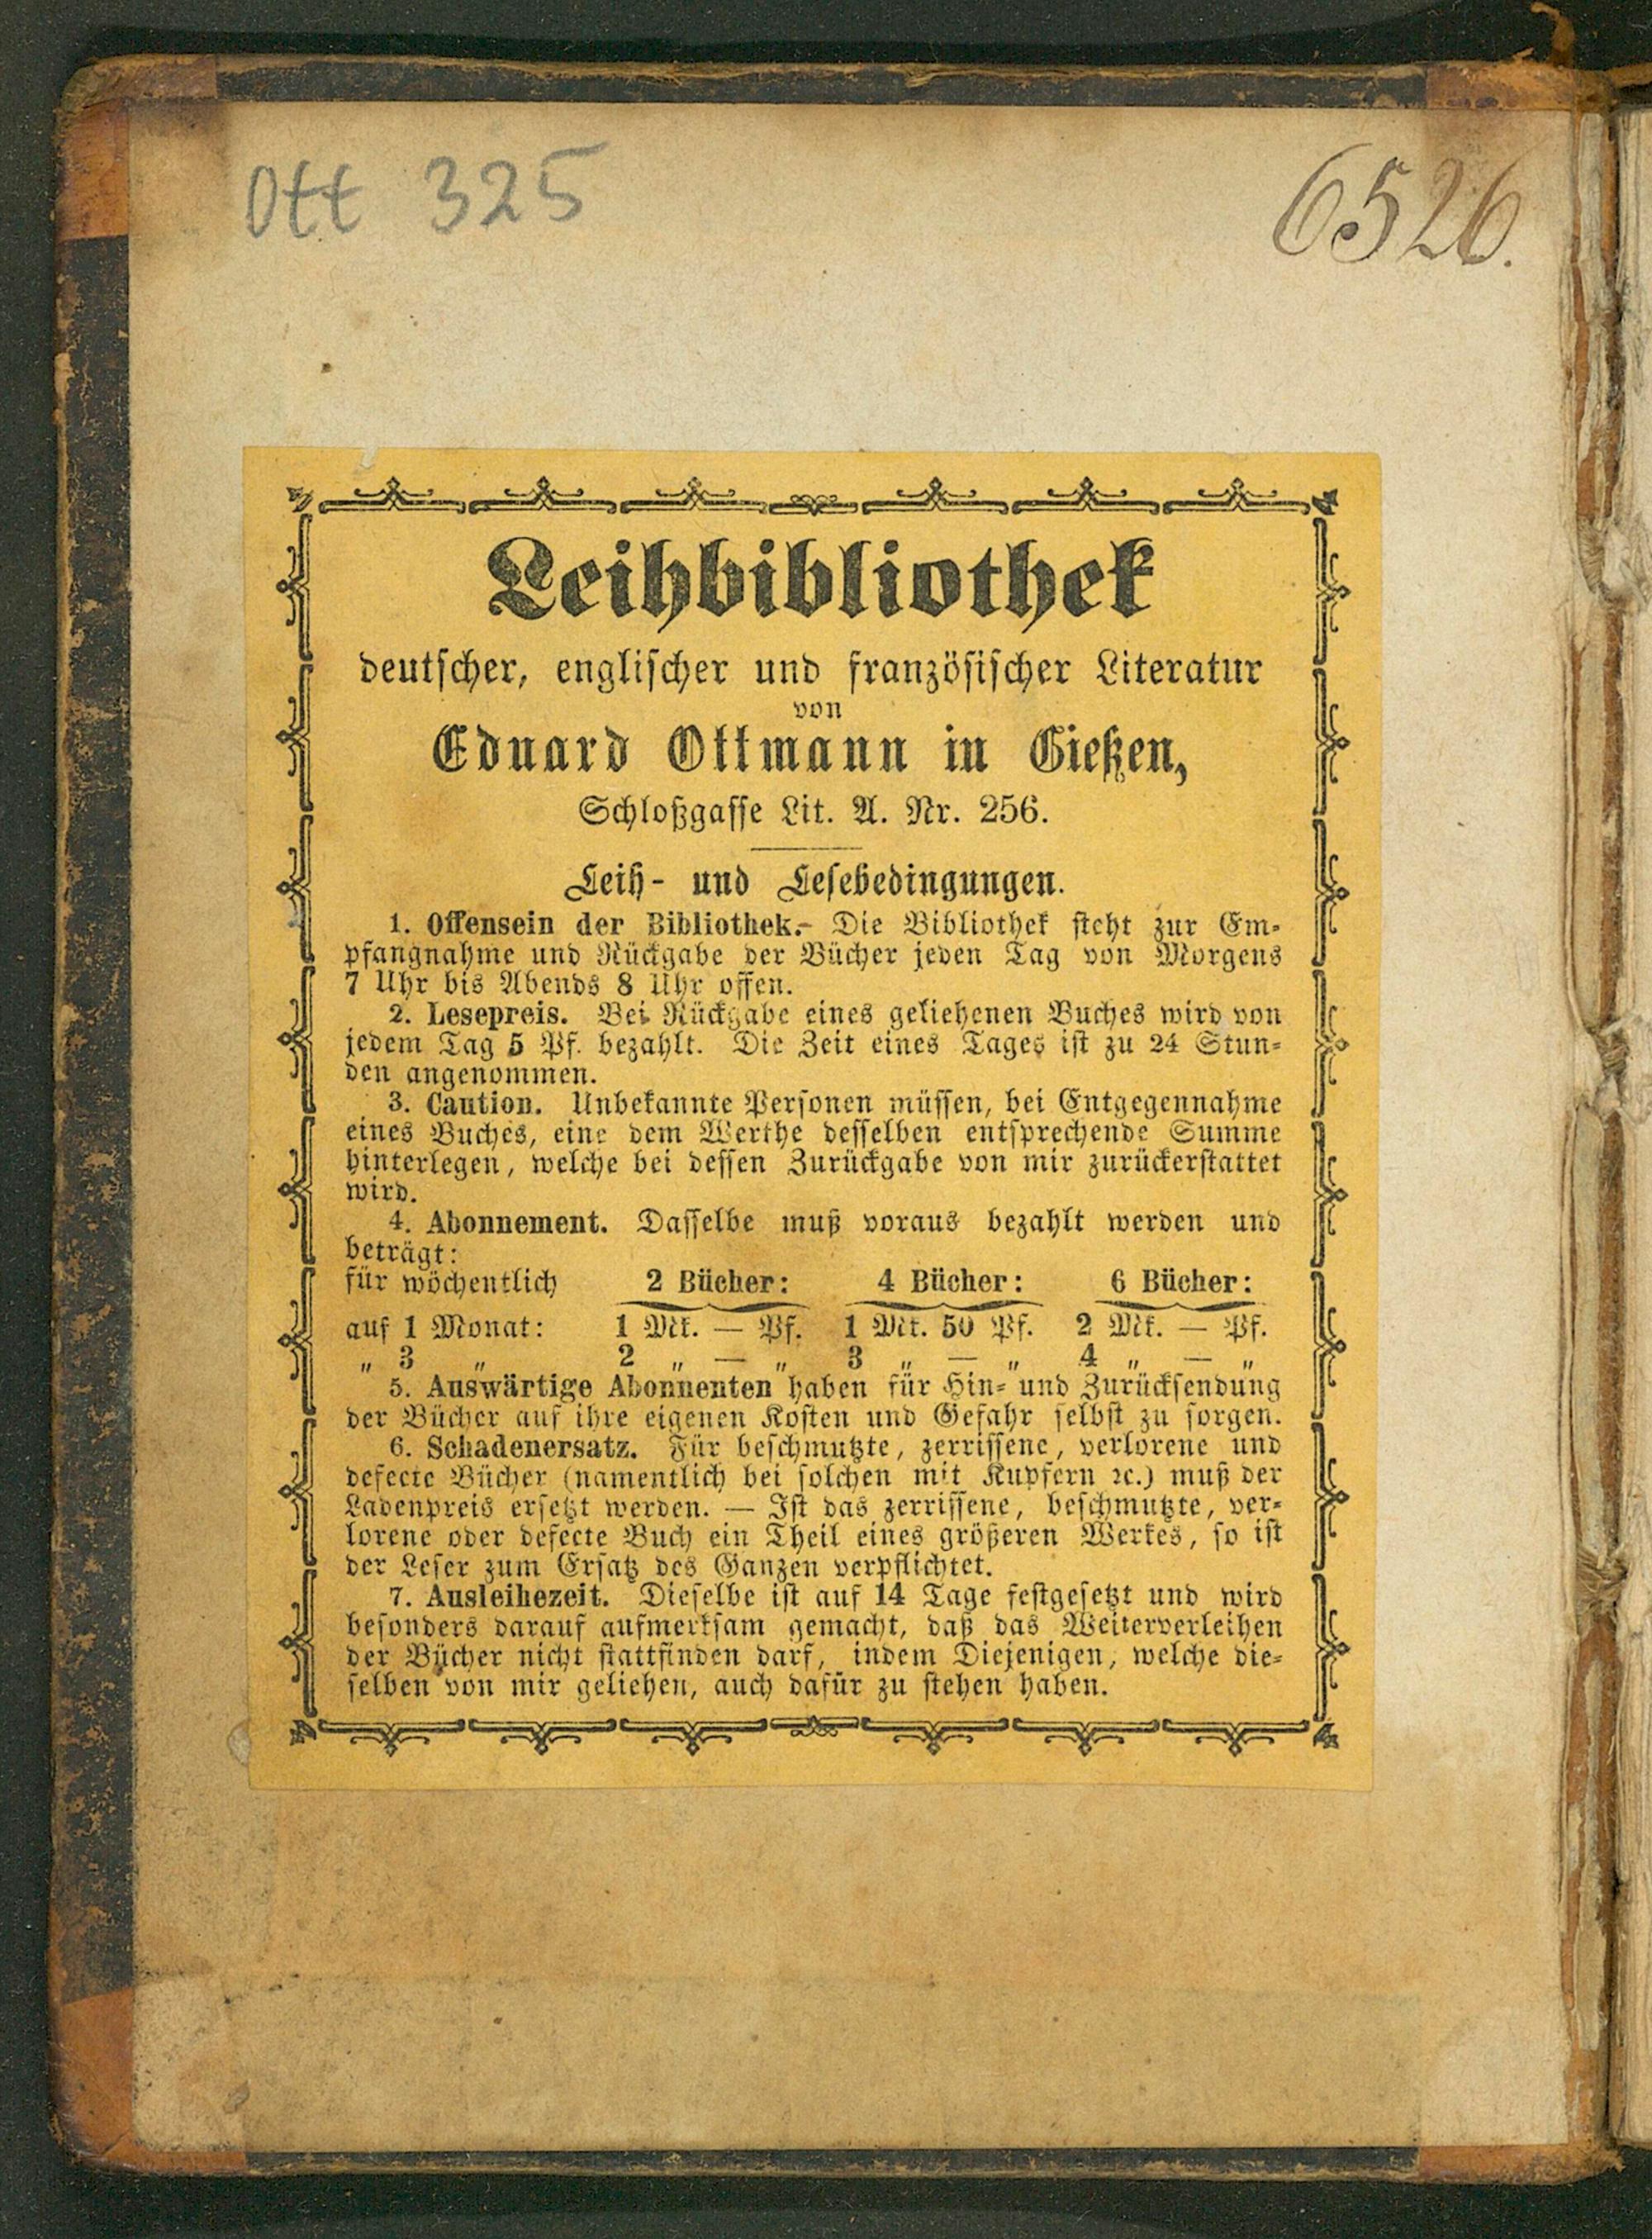 Ott 325
6526.
Leihbibliothek
deutscher, englischer und französischer Literatur
von
Eduard Ottmann in Gießen,
Schloßgasse Lit. A. Nr. 256.
Leih- und Lesebedingungen.
1. Offensein der Bibliothek.- Die Bibliothek steht zur Em-
pfangnahme und Rückgabe der Bücher jeden Tag von Morgens
7 Uhr bis Abends 8 Uhr offen.
2. Lesepreis. Bei Rückgabe eines geliehenen Buches wird von
jedem Tag 5 Pf. bezahlt. Die Zeit eines Tages ist zu 24 Stun-
den angenommen.
3. Caution. Unbekannte Personen müssen, bei Entgegennahme
eines Buches, eine dem Werthe desselben entsprechende Summe
hinterlegen, welche bei dessen Zurückgabe von mir zurückerstattet
wird.
4. Abonnement. Dasselbe muß voraus bezahlt werden und
beträgt:
für wöchentlich 2 Bücher: 4 Bücher: 6 Bücher:
auf 1 Monat: 1 Mk. — Pf. 1 Mk. 50 Pf. 2 Mk. — Pf.
„ 3 „ 2 „ — „ 3 „ — „ 4 „ — „
5. Auswärtige Abonnenten haben für Hin- und Zurücksendung
der Bücher auf ihre eigenen Kosten und Gefahr selbst zu sorgen.
6. Schadenersatz. Für beschmutzte, zerrissene, verlorene und
defecte Bücher (namentlich bei solchen mit Kupfern ꝛc.) muß der
Ladenpreis ersetzt werden. — Ist das zerrissene, beschmutzte, ver-
lorene oder defecte Buch ein Theil eines größeren Werkes, so ist
der Leser zum Ersatz des Ganzen verpflichtet.
7. Ausleihezeit. Dieselbe ist auf 14 Tage festgesetzt und wird
besonders darauf aufmerksam gemacht, daß das Weiterverleihen
der Bücher nicht stattfinden darf, indem Diejenigen, welche die-
selben von mir geliehen, auch dafür zu stehen haben.